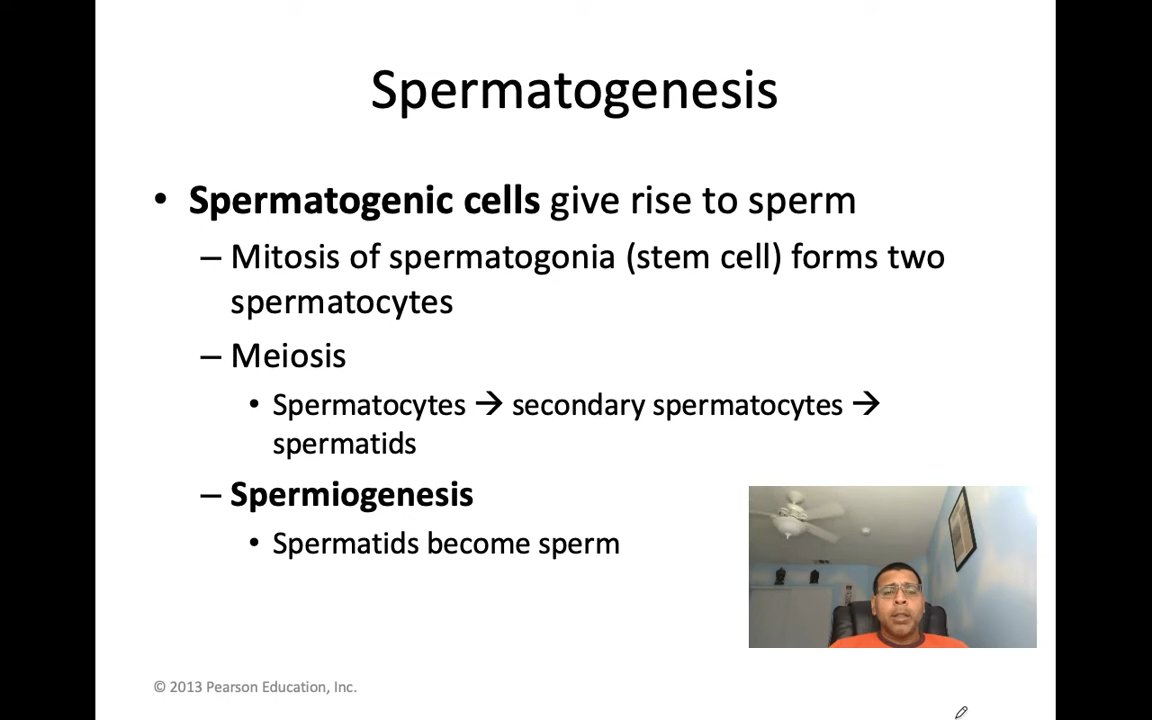 Spermatogenesis
• Spermatogenic cells give rise to sperm
– Mitosis of spermatogonia (stem cell) forms two
spermatocytes
– Meiosis
• Spermatocytes → secondary spermatocytes →
spermatids
– Spermiogenesis
• Spermatids become sperm
© 2013 Pearson Education, Inc.